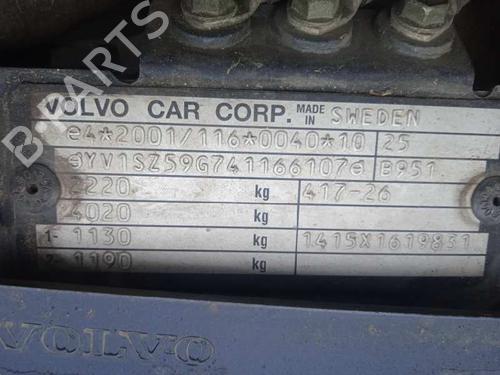 B-PARTS
VOLVO CAR CORP. MADE IN SWEDEN
e4*2001/116*0040*10 25
YV1SZ59G741166107 B951
2220 kg 417-26
4020 kg
1- 1130 kg 1415X1619831
2- 1190 kg
VOLVO